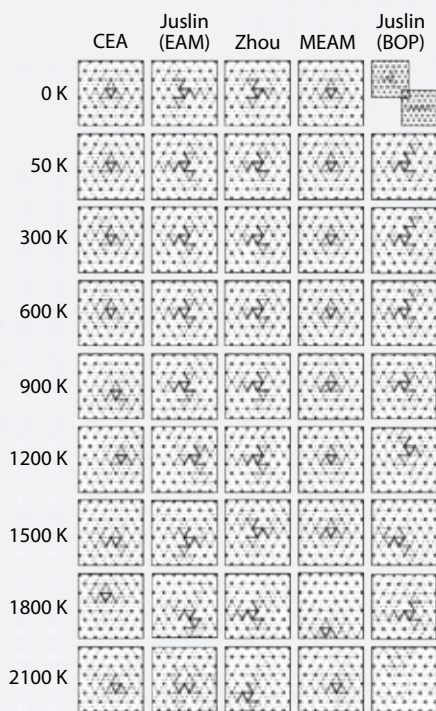 CEA
Juslin
(EAM)
Zhou
MEAM
Juslin
(BOP)
0 K
50 K
300 K
600 K
900 K
1200 K
1500 K
1800 K
2100 K